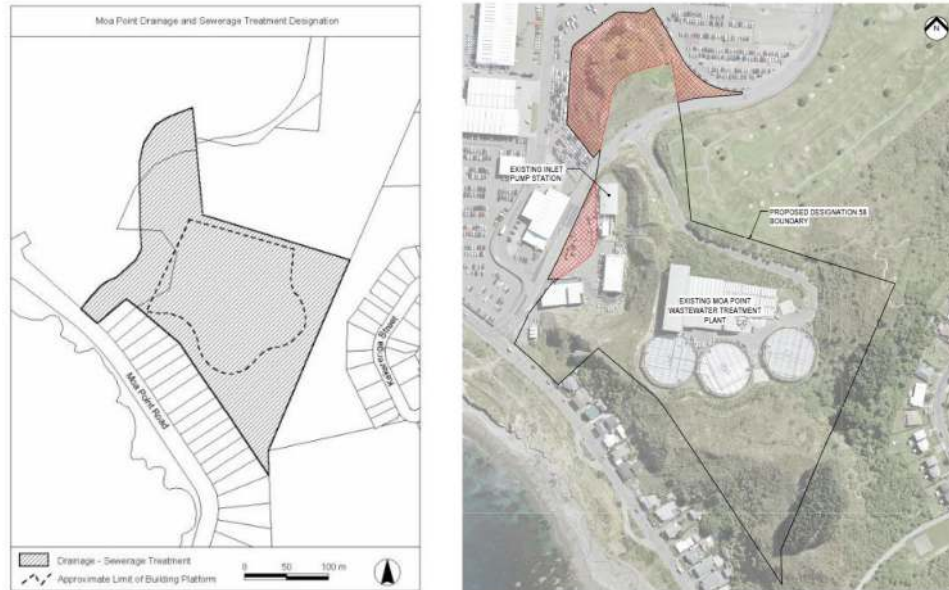 Moa Point Drainage and Sewerage Treatment Designation
Moa Point Road
Drainage - Sewerage Treatment
Approximate Limit of Building Platform
0 50 100 m
N
EXISTING INLET
PUMP STATION
PROPOSED DESIGNATION 58
BOUNDARY
EXISTING MOA POINT
WASTEWATER TREATMENT
PLANT